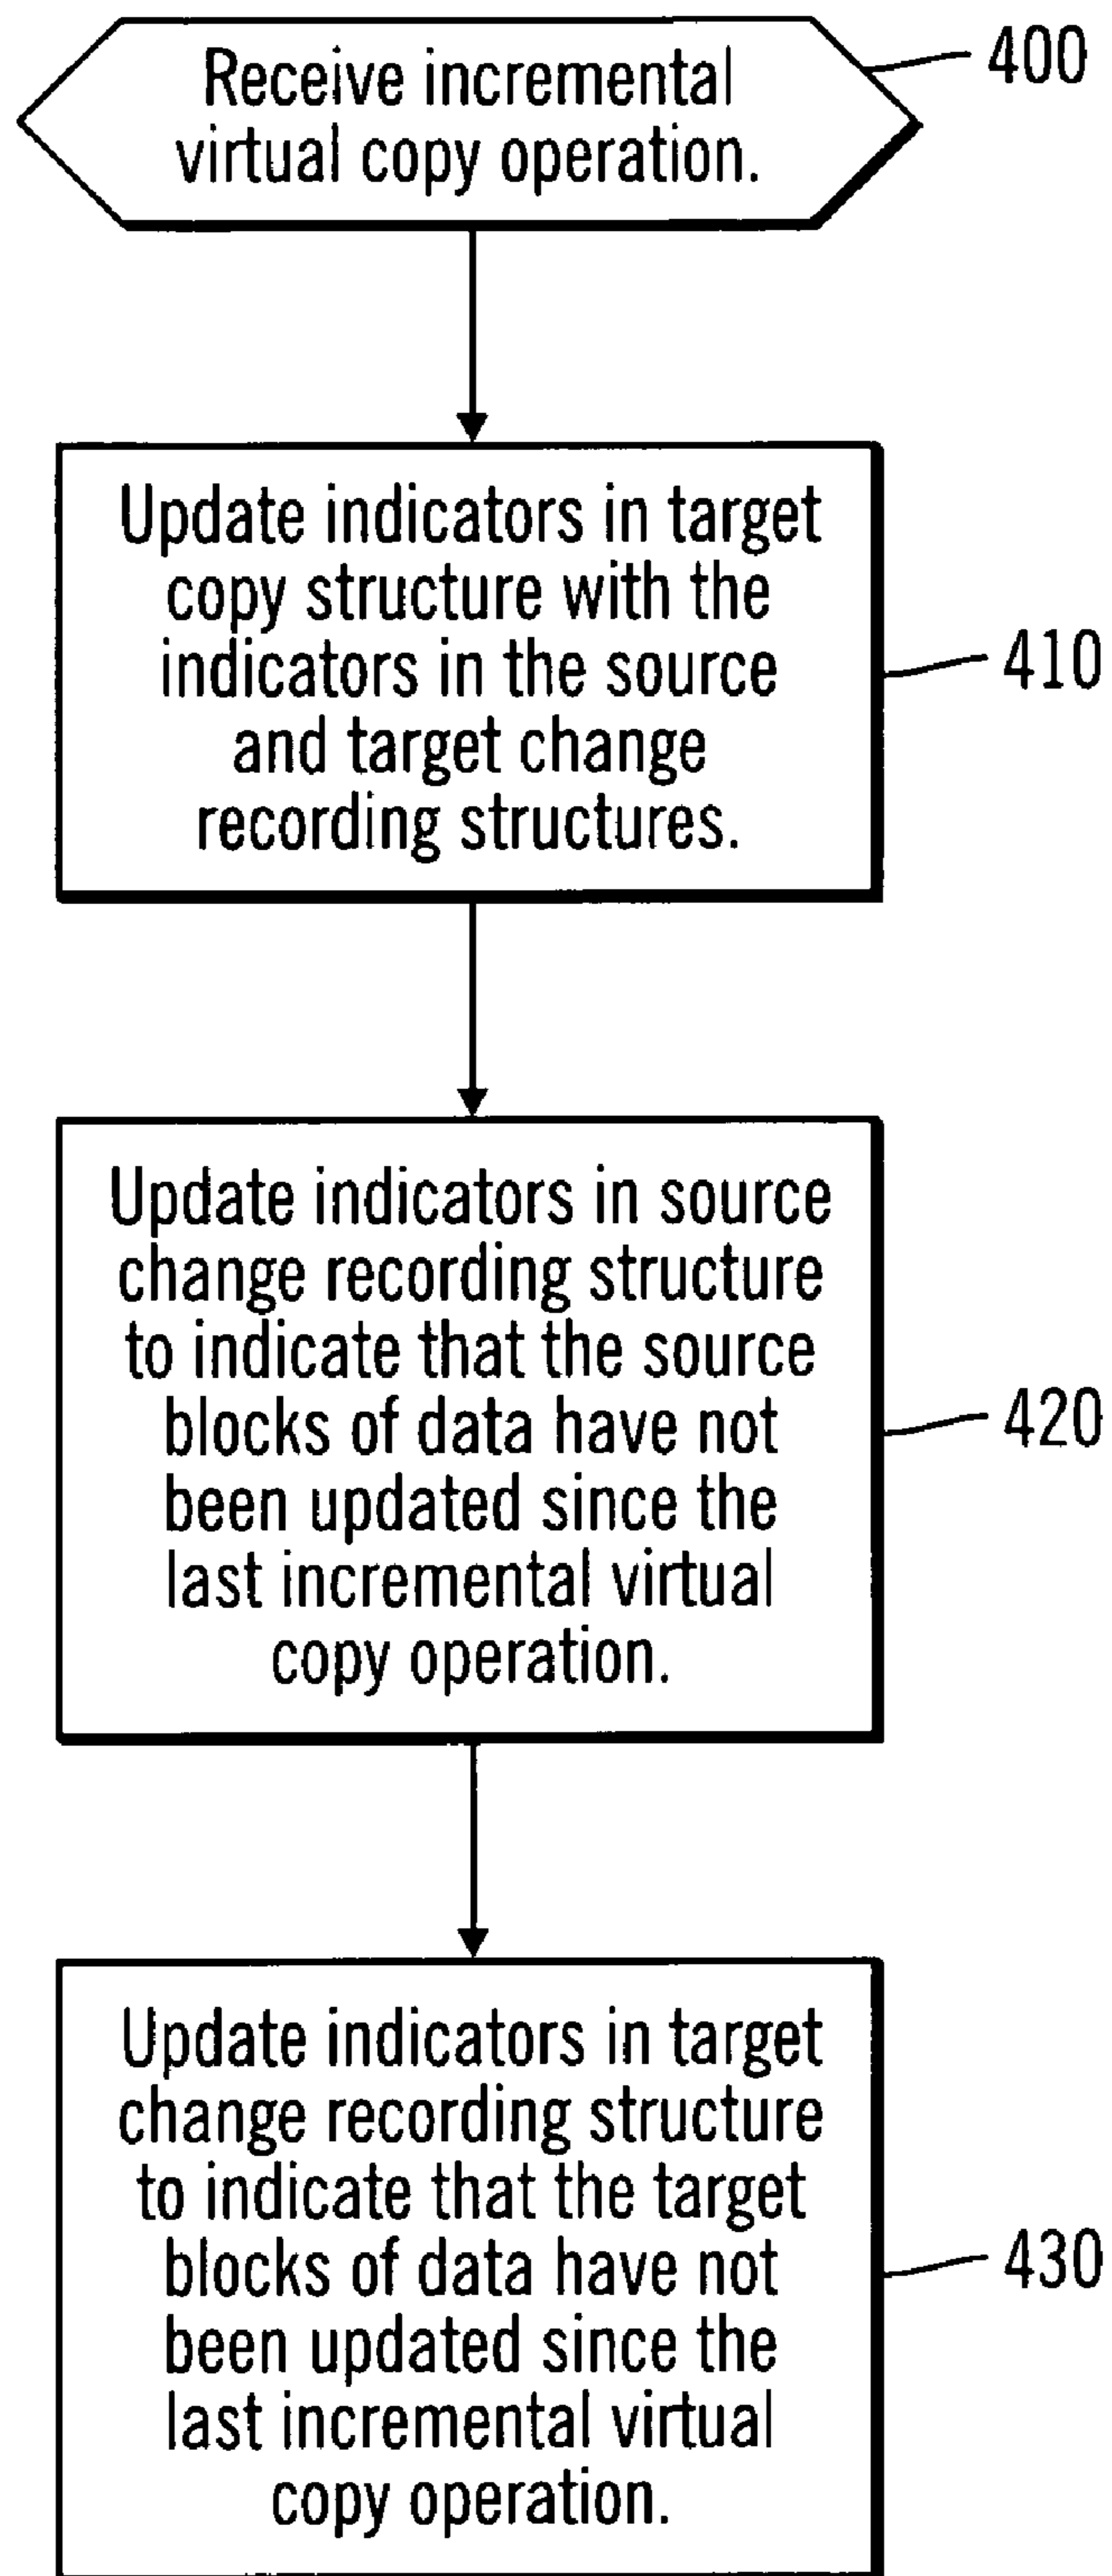 Receive incremental
virtual copy operation.
400
Update indicators in target
copy structure with the
indicators in the source
and target change
recording structures.
410
Update indicators in source
change recording structure
to indicate that the source
blocks of data have not
been updated since the
last incremental virtual
copy operation.
420
Update indicators in target
change recording structure
to indicate that the target
blocks of data have not
been updated since the
last incremental virtual
copy operation.
430